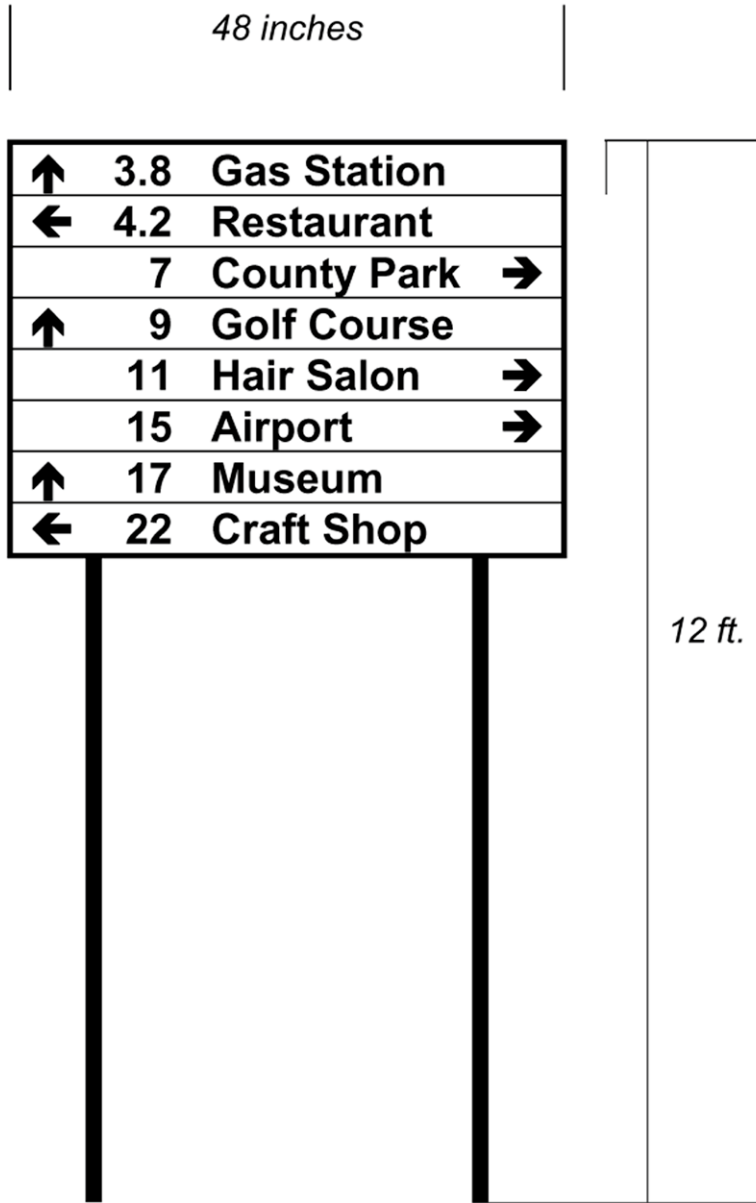 48 inches
↑ 3.8 Gas Station
← 4.2 Restaurant
7 County Park →
↑ 9 Golf Course
11 Hair Salon →
15 Airport →
↑ 17 Museum
← 22 Craft Shop
12 ft.